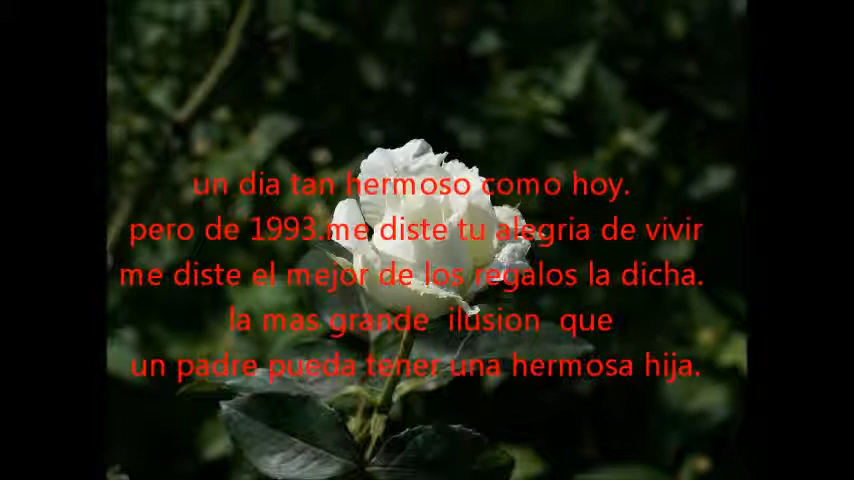 un dia tan hermoso como hoy.
pero de 1993.me diste tu alegria de vivir
me diste el mejor de los regalos la dicha.
la mas grande ilusion que
un padre pueda tener una hermosa hija.